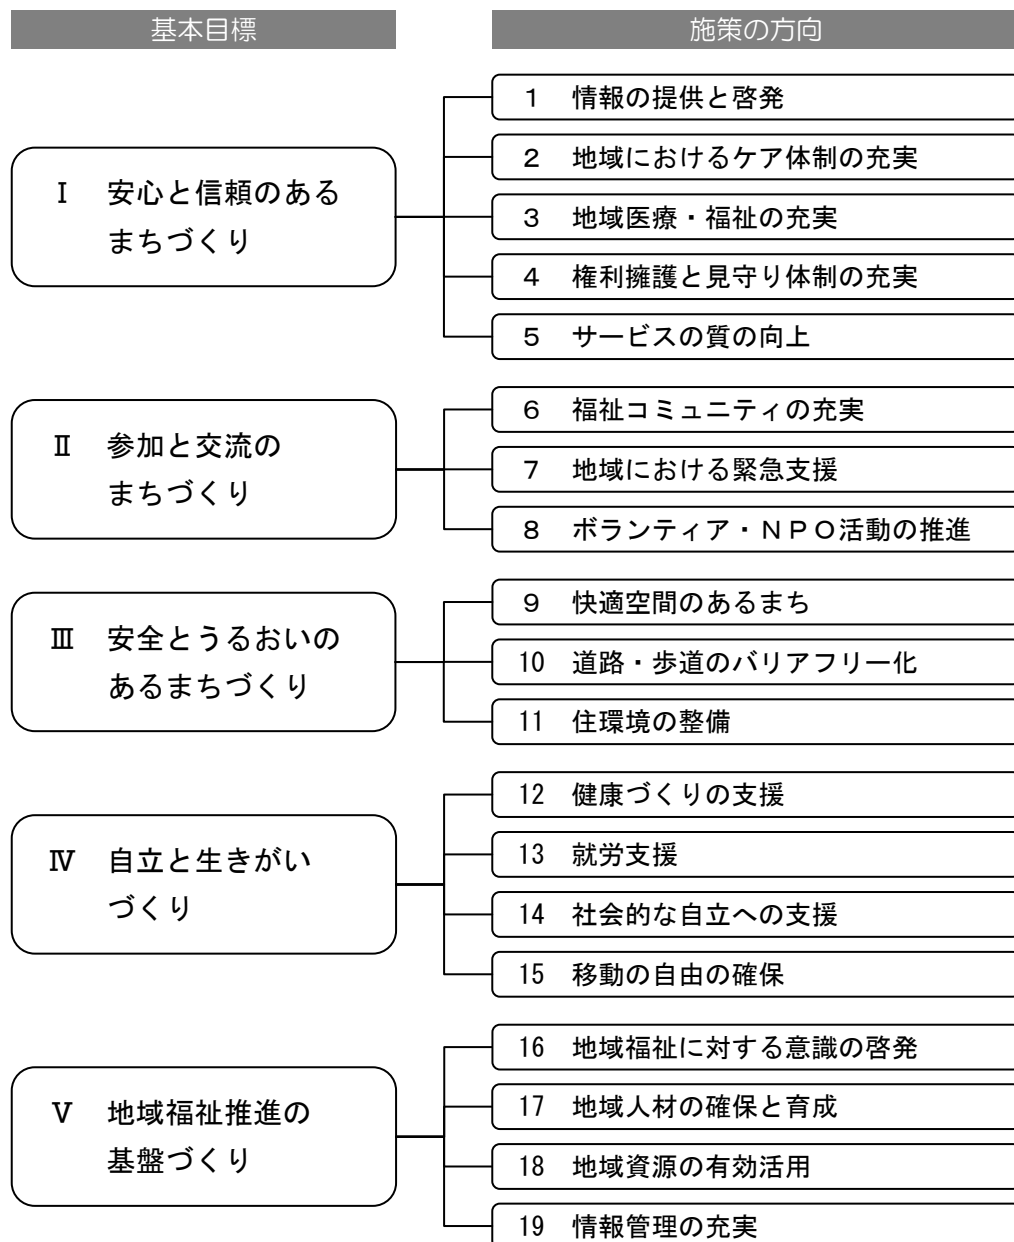 基本目標
施策の方向
Ⅰ 安心と信頼のある
まちづくり
1 情報の提供と啓発
2 地域におけるケア体制の充実
3 地域医療・福祉の充実
4 権利擁護と見守り体制の充実
5 サービスの質の向上
Ⅱ 参加と交流の
まちづくり
6 福祉コミュニティの充実
7 地域における緊急支援
8 ボランティア・ＮＰＯ活動の推進
Ⅲ 安全とうるおいの
あるまちづくり
9 快適空間のあるまち
10 道路・歩道のバリアフリー化
11 住環境の整備
Ⅳ 自立と生きがい
づくり
12 健康づくりの支援
13 就労支援
14 社会的な自立への支援
15 移動の自由の確保
Ⅴ 地域福祉推進の
基盤づくり
16 地域福祉に対する意識の啓発
17 地域人材の確保と育成
18 地域資源の有効活用
19 情報管理の充実